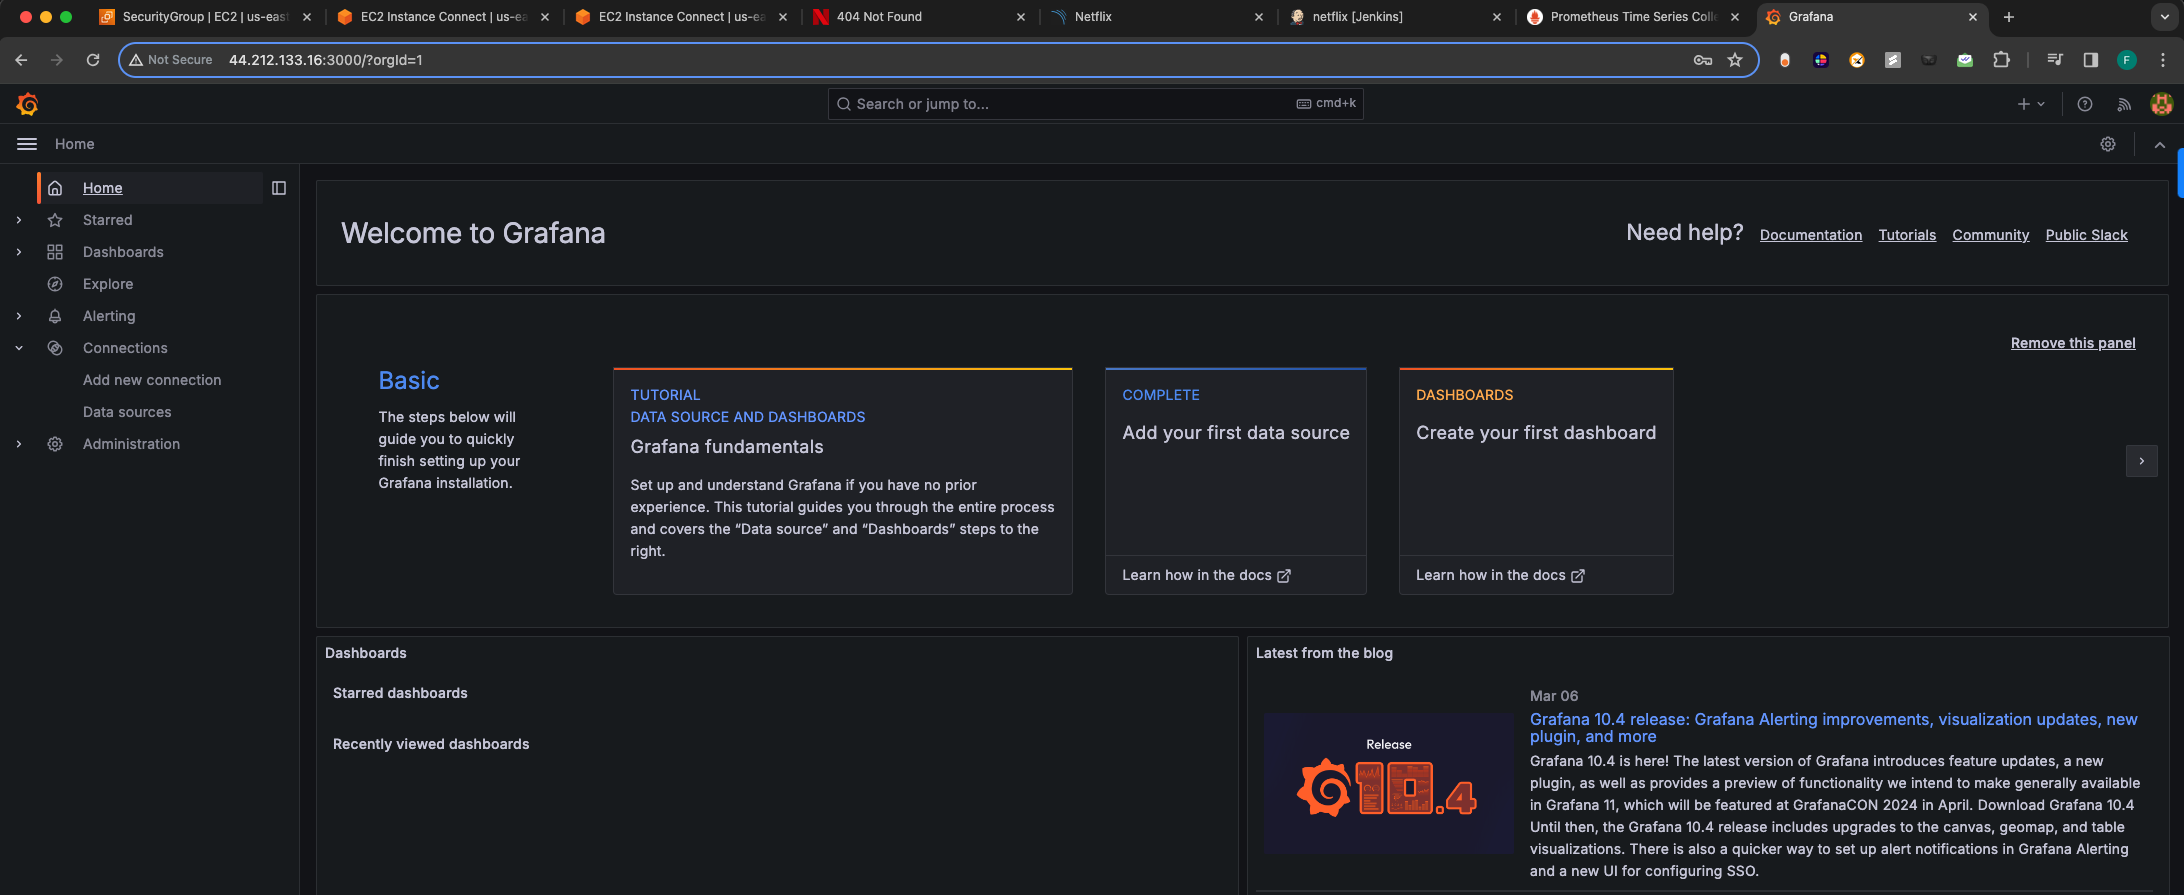 SecurityGroup | EC2 | us-east
EC2 Instance Connect | us-ea
EC2 Instance Connect | us-ea
404 Not Found
Netflix
netflix [Jenkins]
Prometheus Time Series Colle
Grafana
Not Secure
44.212.133.16:3000/?orgId=1
F
Search or jump to...
cmd+k
Home
Home
Starred
Dashboards
Explore
Alerting
Connections
Add new connection
Data sources
Administration
Welcome to Grafana
Need help?
Documentation
Tutorials
Community
Public Slack
Remove this panel
Basic
The steps below will
guide you to quickly
finish setting up your
Grafana installation.
TUTORIAL
DATA SOURCE AND DASHBOARDS
Grafana fundamentals
Set up and understand Grafana if you have no prior
experience. This tutorial guides you through the entire process
and covers the “Data source” and “Dashboards” steps to the
right.
COMPLETE
Add your first data source
Learn how in the docs
DASHBOARDS
Create your first dashboard
Learn how in the docs
Dashboards
Starred dashboards
Recently viewed dashboards
Latest from the blog
Release
10.4
Mar 06
Grafana 10.4 release: Grafana Alerting improvements, visualization updates, new
plugin, and more
Grafana 10.4 is here! The latest version of Grafana introduces feature updates, a new
plugin, as well as provides a preview of functionality we intend to make generally available
in Grafana 11, which will be featured at GrafanaCON 2024 in April. Download Grafana 10.4
Until then, the Grafana 10.4 release includes upgrades to the canvas, geomap, and table
visualizations. There is also a quicker way to set up alert notifications in Grafana Alerting
and a new UI for configuring SSO.